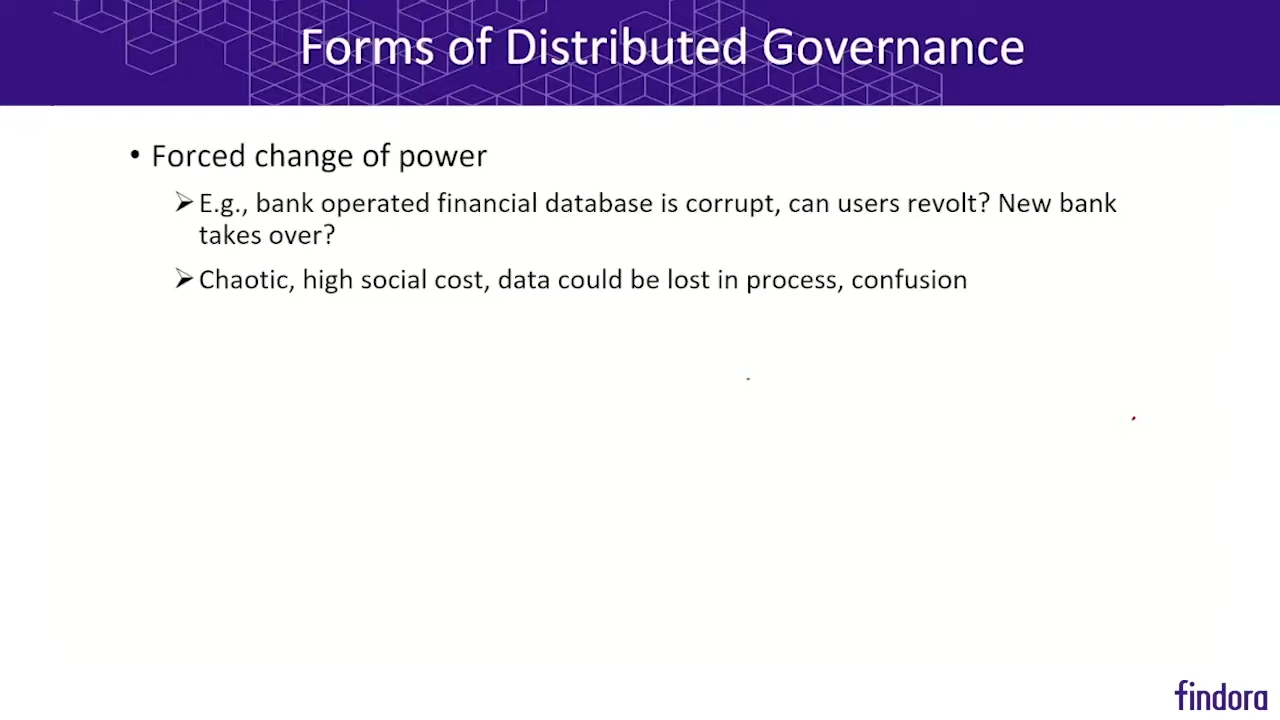 Forms of Distributed Governance
• Forced change of power
➢ E.g., bank operated financial database is corrupt, can users revolt? New bank
takes over?
➢ Chaotic, high social cost, data could be lost in process, confusion
findora